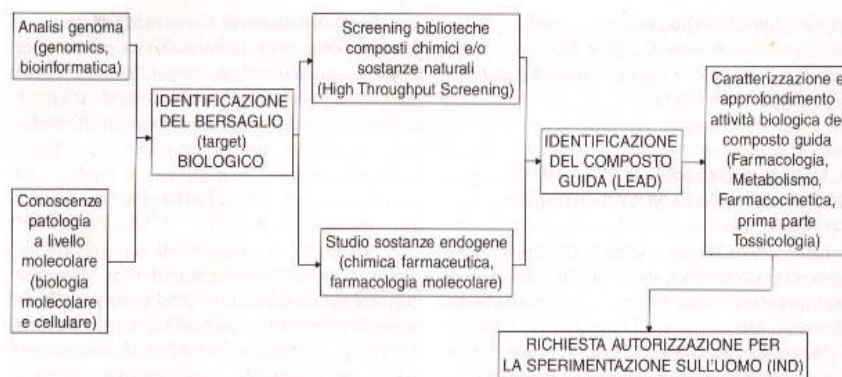 Analisi genoma
(genomics,
bioinformatica)
Conoscenze
patologia
a livello
molecolare
(biologia
molecolare
e cellulare)
IDENTIFICAZIONE
DEL BERSAGLIO
(target)
BIOLOGICO
Screening biblioteche
composti chimici e/o
sostanze naturali
(High Throughput Screening)
Studio sostanze endogene
(chimica farmaceutica,
farmacologia molecolare)
IDENTIFICAZIONE
DEL COMPOSTO
GUIDA (LEAD)
Caratterizzazione e
approfondimento
attività biologica del
composto guida
(Farmacologia,
Metabolismo,
Farmacocinetica,
prima parte
Tossicologia)
RICHIESTA AUTORIZZAZIONE PER
LA SPERIMENTAZIONE SULL'UOMO (IND)